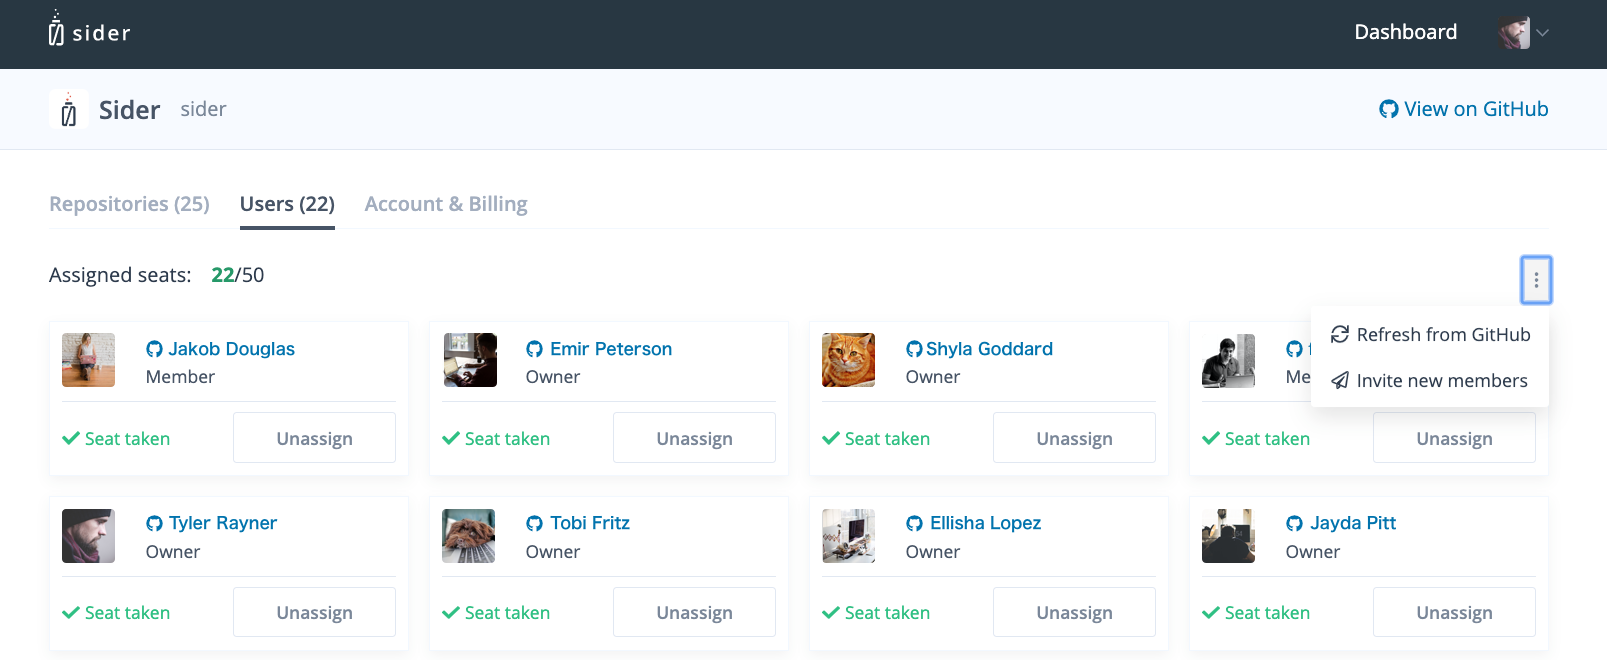 sider
Dashboard
Sider sider
View on GitHub
Repositories (25) Users (22) Account & Billing
Assigned seats: 22/50
Refresh from GitHub
Invite new members
Jakob Douglas
Member
Seat taken Unassign
Emir Peterson
Owner
Seat taken Unassign
Shyla Goddard
Owner
Seat taken Unassign
Me
Seat taken Unassign
Tyler Rayner
Owner
Seat taken Unassign
Tobi Fritz
Owner
Seat taken Unassign
Ellisha Lopez
Owner
Seat taken Unassign
Jayda Pitt
Owner
Seat taken Unassign